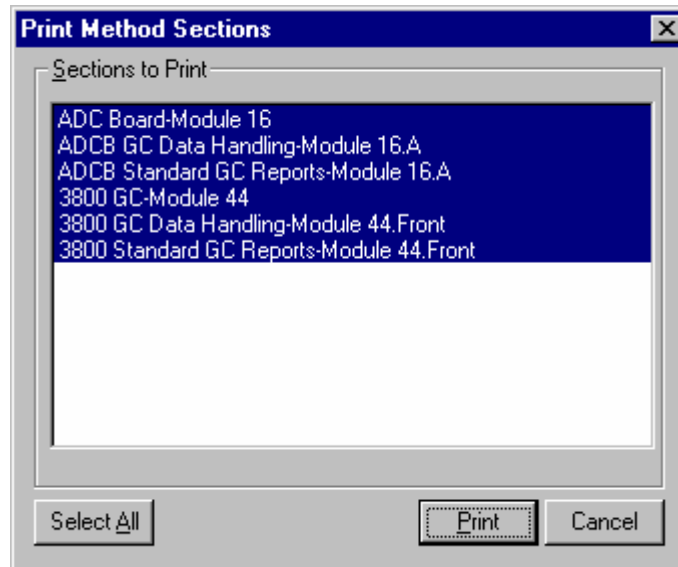 Print Method Sections
Sections to Print
ADC Board-Module 16
ADCB GC Data Handling-Module 16.A
ADCB Standard GC Reports-Module 16.A
3800 GC-Module 44
3800 GC Data Handling-Module 44.Front
3800 Standard GC Reports-Module 44.Front
Select All
Print
Cancel